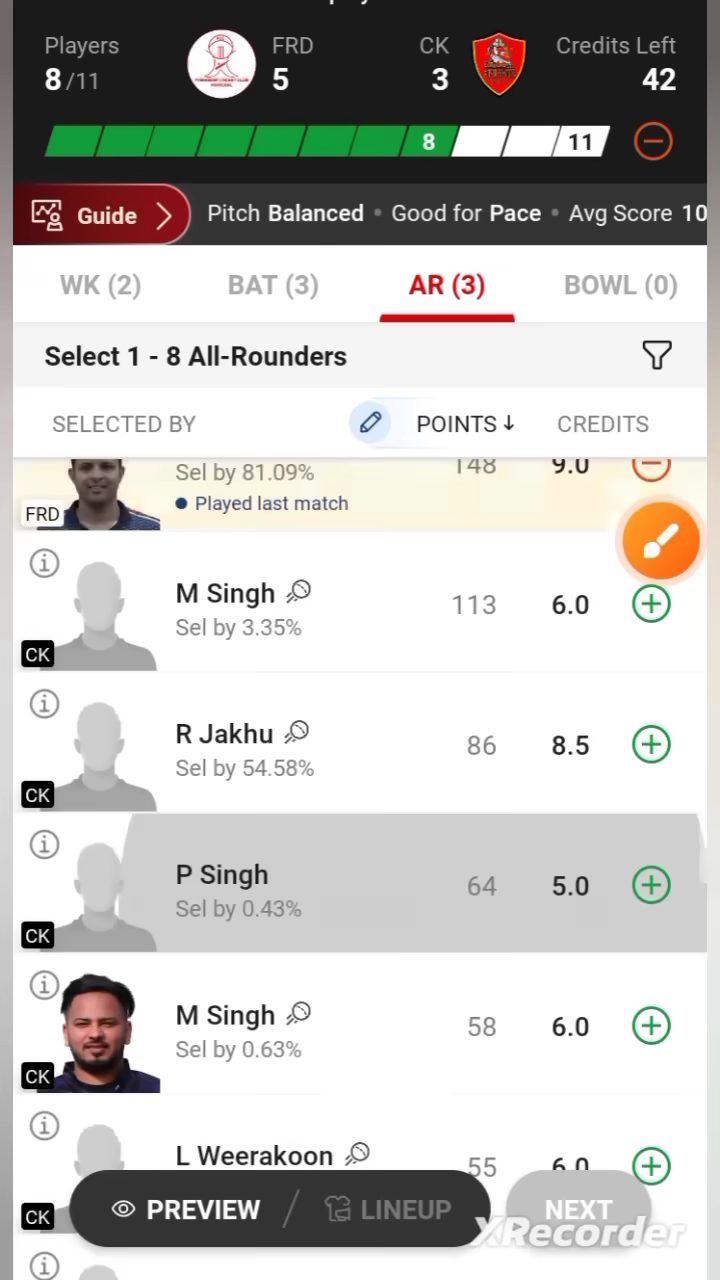 Players FRD CK Credits Left
8/11 5 3 42
8 11
Guide Pitch Balanced • Good for Pace • Avg Score 10
WK (2) BAT (3) AR (3) BOWL (0)
Select 1 - 8 All-Rounders
SELECTED BY POINTS↓ CREDITS
Sel by 81.09% 148 9.0
• Played last match
FRD
M Singh 113 6.0
Sel by 3.35%
CK
R Jakhu 86 8.5
Sel by 54.58%
CK
P Singh 64 5.0
Sel by 0.43%
CK
M Singh 58 6.0
Sel by 0.63%
CK
L Weerakoon 55 6.0
CK
PREVIEW / LINEUP NEXT
XRecorder